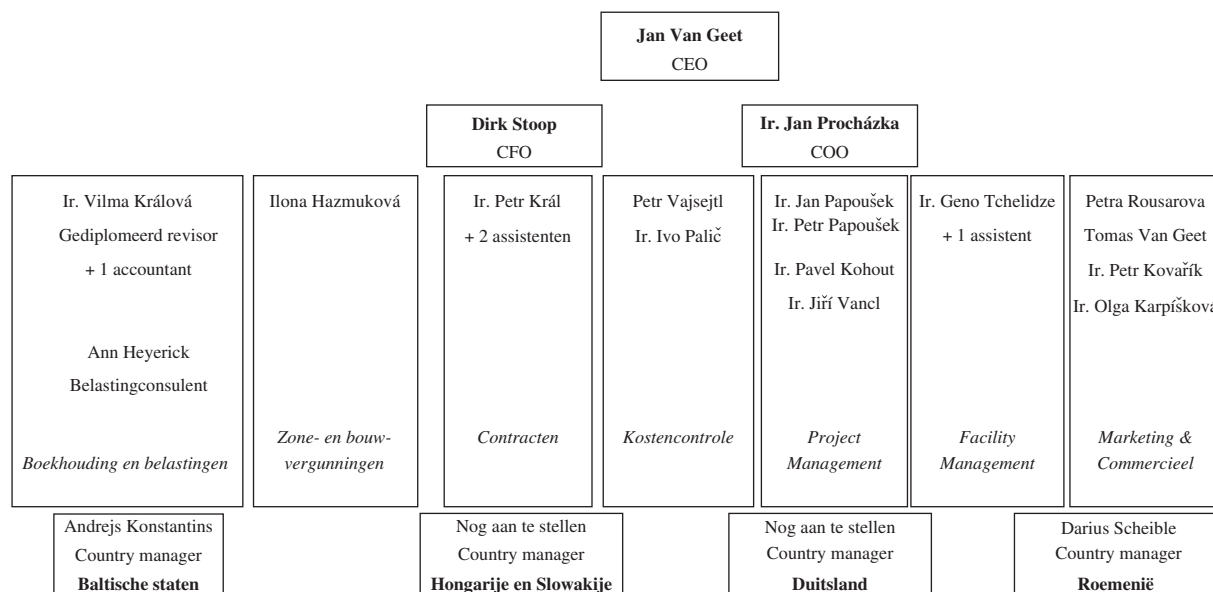 Jan Van Geet
CEO
Dirk Stoop
CFO
Ir. Jan Procházka
COO
Ir. Vilma Králová
Gediplomeerd revisor
+ 1 accountant
Ann Heyerick
Belastingconsulent
Boekhouding en belastingen
Ilona Hazmuková
Zone- en bouw-
vergunningen
Ir. Petr Král
+ 2 assistenten
Contracten
Petr Vajsejtl
Ir. Ivo Palič
Kostencontrole
Ir. Jan Papoušek
Ir. Petr Papoušek
Ir. Pavel Kohout
Ir. Jiří Vancl
Project
Management
Ir. Geno Tchelidze
+ 1 assistent
Facility
Management
Petra Rousarova
Tomas Van Geet
Ir. Petr Kovařík
Ir. Olga Karpíšková
Marketing &
Commercieel
Andrejs Konstantins
Country manager
Baltische staten
Nog aan te stellen
Country manager
Hongarije en Slowakije
Nog aan te stellen
Country manager
Duitsland
Darius Scheible
Country manager
Roemenië